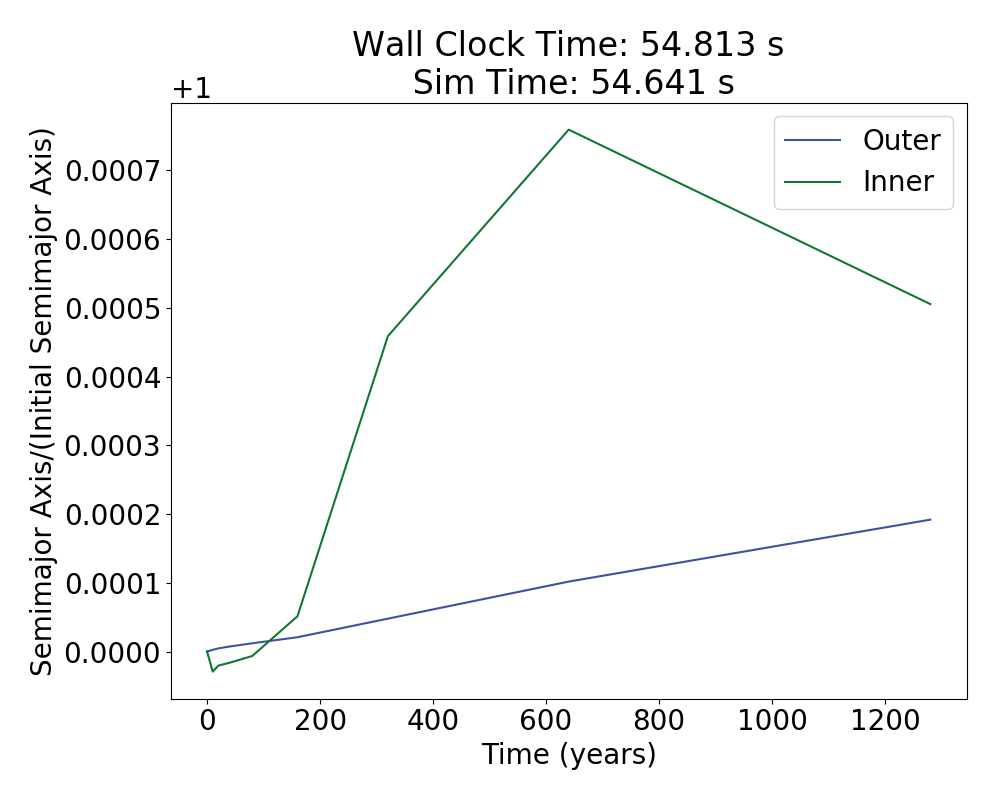 Wall Clock Time: 54.813 s
Sim Time: 54.641 s
+1
Semimajor Axis/(Initial Semimajor Axis)
0.0007
0.0006
0.0005
0.0004
0.0003
0.0002
0.0001
0.0000
Outer
Inner
0 200 400 600 800 1000 1200
Time (years)